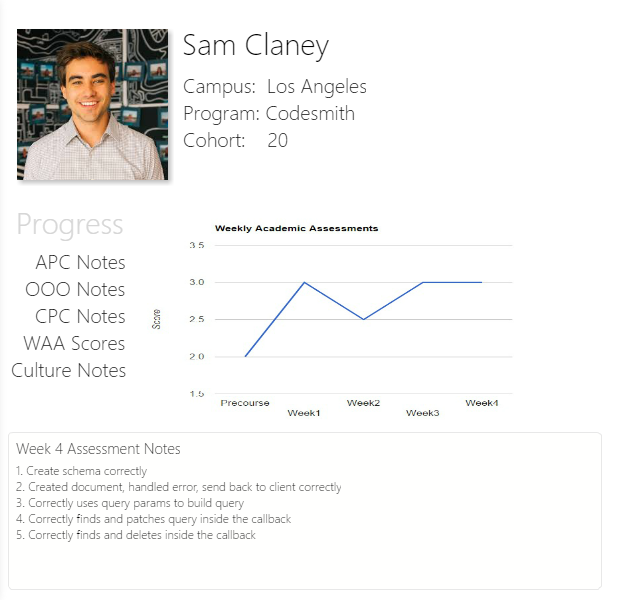 Sam Claney
Campus: Los Angeles
Program: Codesmith
Cohort: 20
Progress
APC Notes
OOO Notes
CPC Notes
WAA Scores
Culture Notes
Weekly Academic Assessments
3.5
3.0
2.5
2.0
1.5
Score
Precourse
Week1
Week2
Week3
Week4
Week 4 Assessment Notes
1. Create schema correctly
2. Created document, handled error, send back to client correctly
3. Correctly uses query params to build query
4. Correctly finds and patches query inside the callback
5. Correctly finds and deletes inside the callback